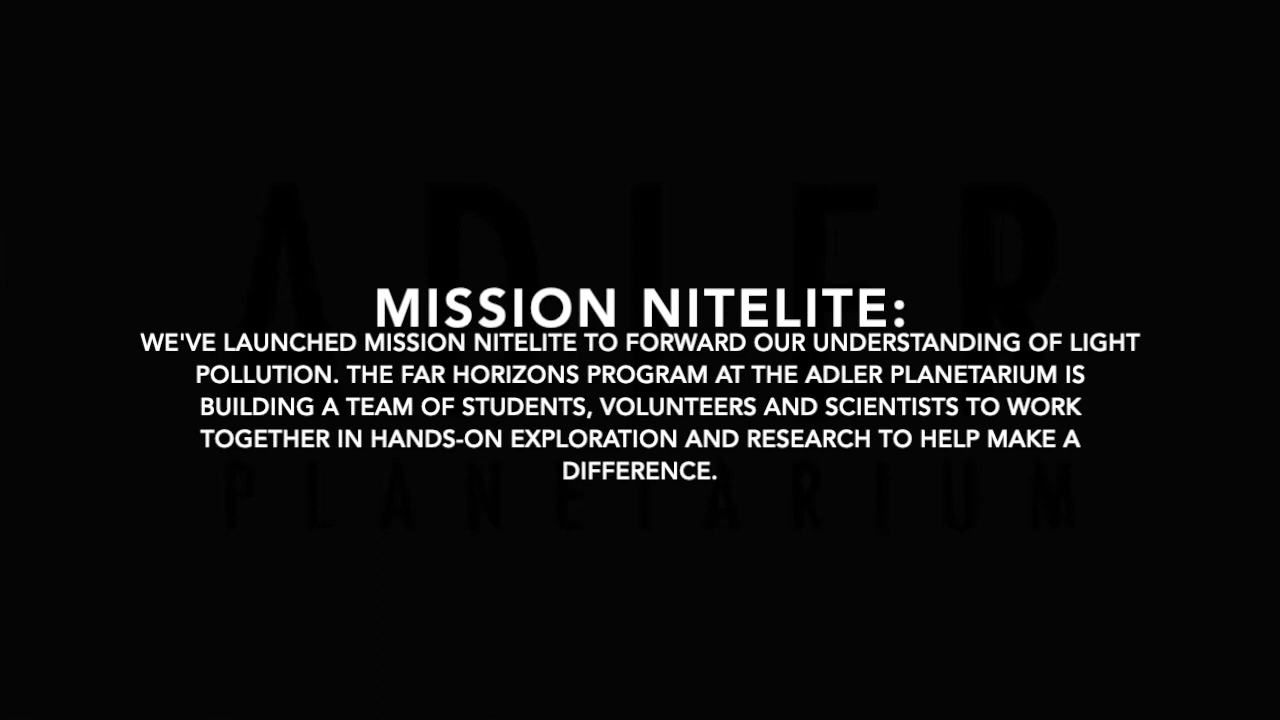 ADLER
MISSION NITELITE:
WE'VE LAUNCHED MISSION NITELITE TO FORWARD OUR UNDERSTANDING OF LIGHT
POLLUTION. THE FAR HORIZONS PROGRAM AT THE ADLER PLANETARIUM IS
BUILDING A TEAM OF STUDENTS, VOLUNTEERS AND SCIENTISTS TO WORK
TOGETHER IN HANDS-ON EXPLORATION AND RESEARCH TO HELP MAKE A
DIFFERENCE.
PLANETARIUM